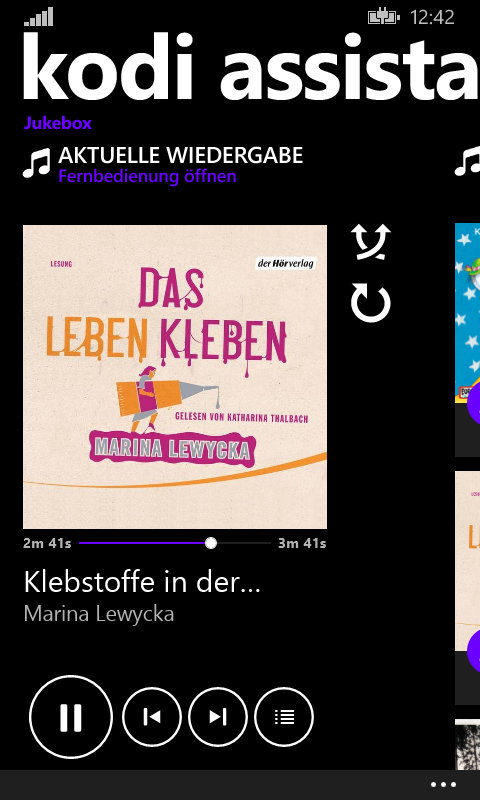 12:42
kodi assista
Jukebox
AKTUELLE WIEDERGABE
Fernbedienung öffnen
LESUNG
der Hörverlag
DAS
LEBEN KLEBEN
GELESEN VON KATHARINA THALBACH
MARINA LEWYCKA
2m 41s
3m 41s
Klebstoffe in der...
Marina Lewycka